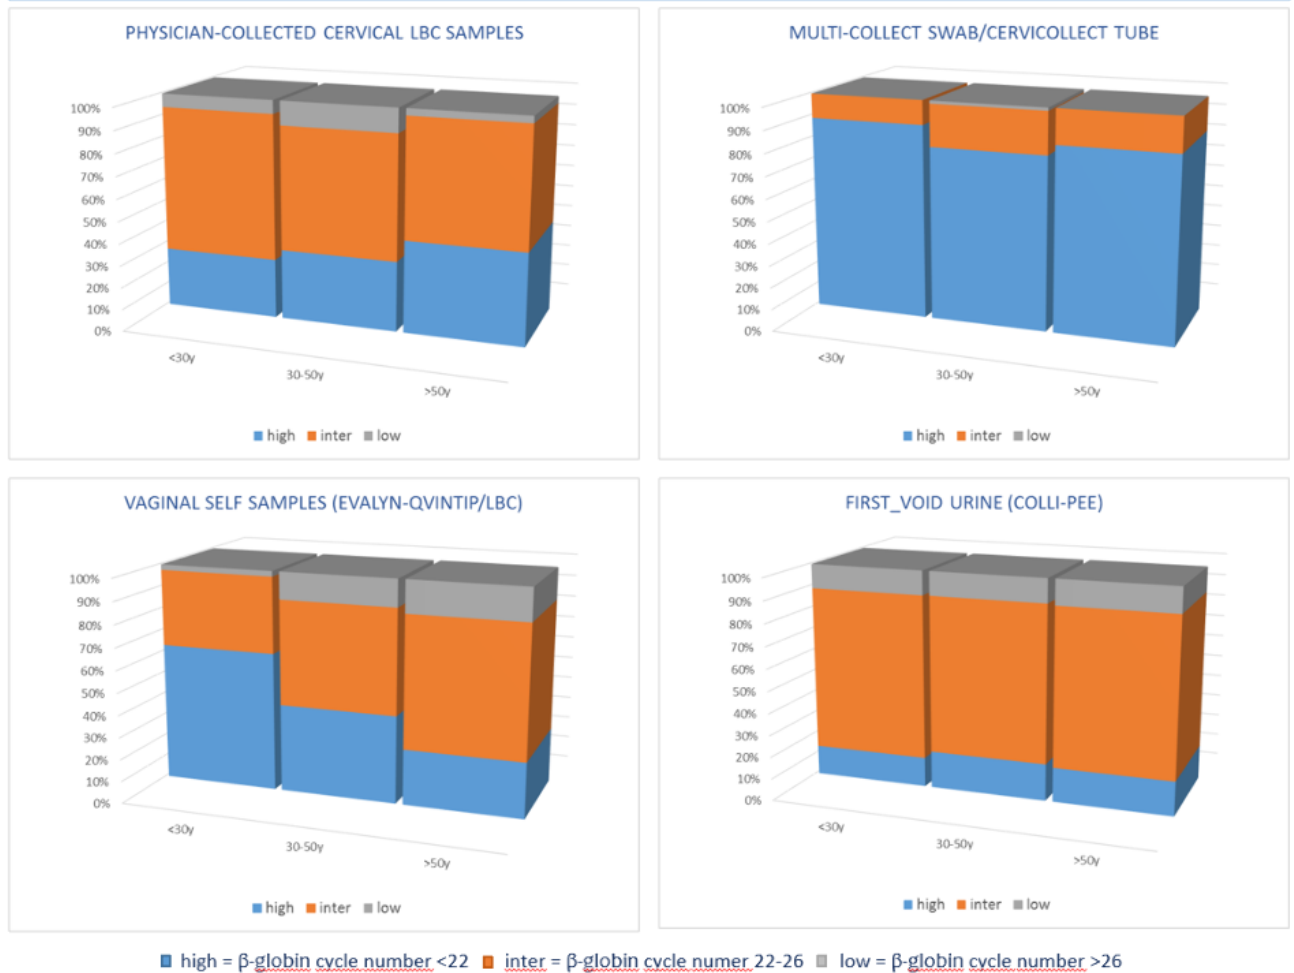 PHYSICIAN-COLLECTED CERVICAL LBC SAMPLES
100%
90%
80%
70%
60%
50%
40%
30%
20%
10%
0%
<30y
30-50y
>50y
high inter low
MULTI-COLLECT SWAB/CERVICOLLECT TUBE
100%
90%
80%
70%
60%
50%
40%
30%
20%
10%
0%
<30y
30-50y
>50y
high inter low
VAGINAL SELF SAMPLES (EVALYN-QVINTIP/LBC)
100%
90%
80%
70%
60%
50%
40%
30%
20%
10%
0%
<30y
30-50y
>50y
high inter low
FIRST_VOID URINE (COLLI-PEE)
100%
90%
80%
70%
60%
50%
40%
30%
20%
10%
0%
<30y
30-50y
>50y
high inter low
high = β-globin cycle number <22 inter = β-globin cycle numer 22-26 low = β-globin cycle number >26